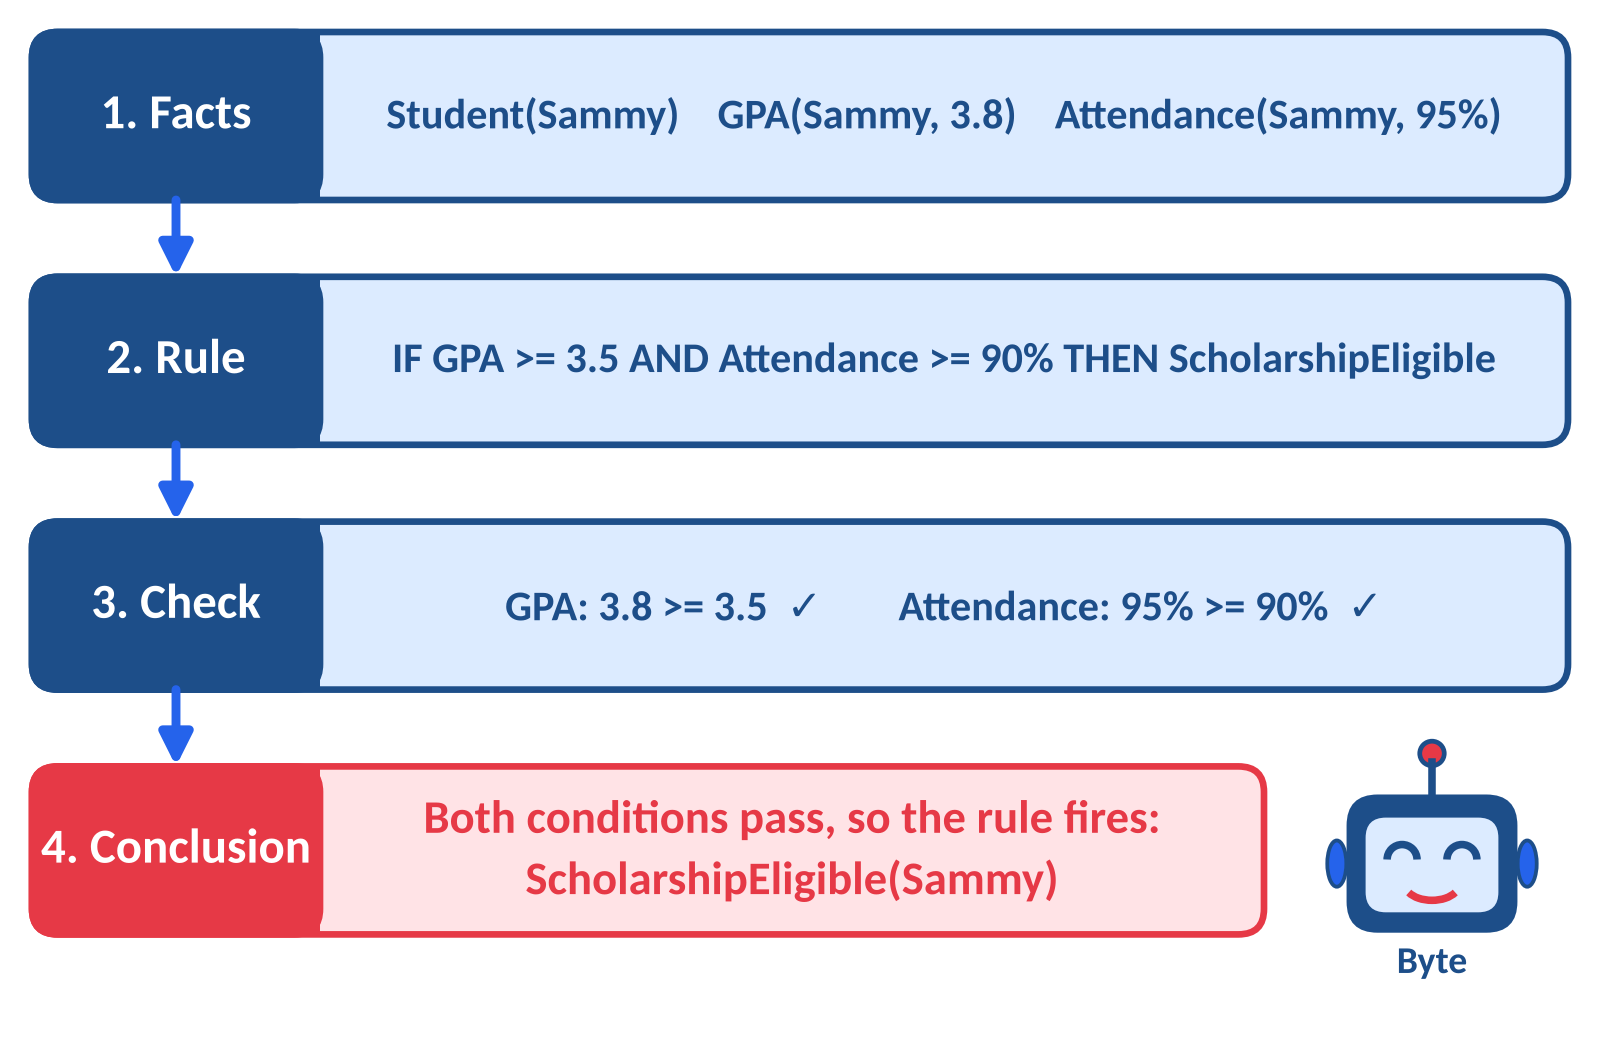 1. Facts
Student(Sammy) GPA(Sammy, 3.8) Attendance(Sammy, 95%)
2. Rule
IF GPA >= 3.5 AND Attendance >= 90% THEN ScholarshipEligible
3. Check
GPA: 3.8 >= 3.5 ✓ Attendance: 95% >= 90% ✓
4. Conclusion
Both conditions pass, so the rule fires:
ScholarshipEligible(Sammy)
Byte